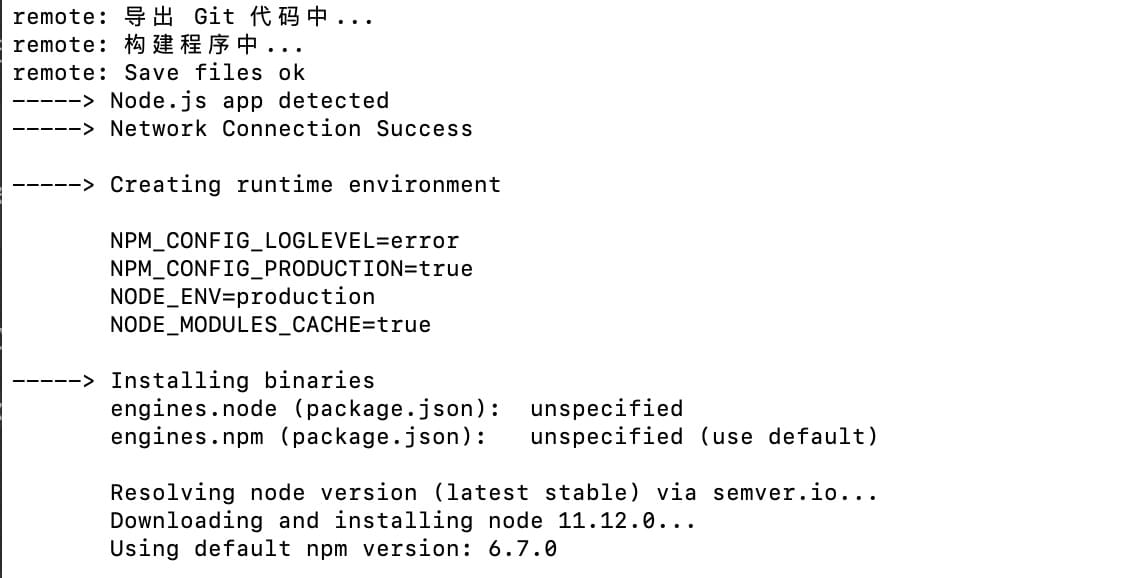 remote: 导出 Git 代码中...
remote: 构建程序中...
remote: Save files ok
-----> Node.js app detected
-----> Network Connection Success
-----> Creating runtime environment
NPM_CONFIG_LOGLEVEL=error
NPM_CONFIG_PRODUCTION=true
NODE_ENV=production
NODE_MODULES_CACHE=true
-----> Installing binaries
engines.node (package.json):  unspecified
engines.npm (package.json):   unspecified (use default)
Resolving node version (latest stable) via semver.io...
Downloading and installing node 11.12.0...
Using default npm version: 6.7.0